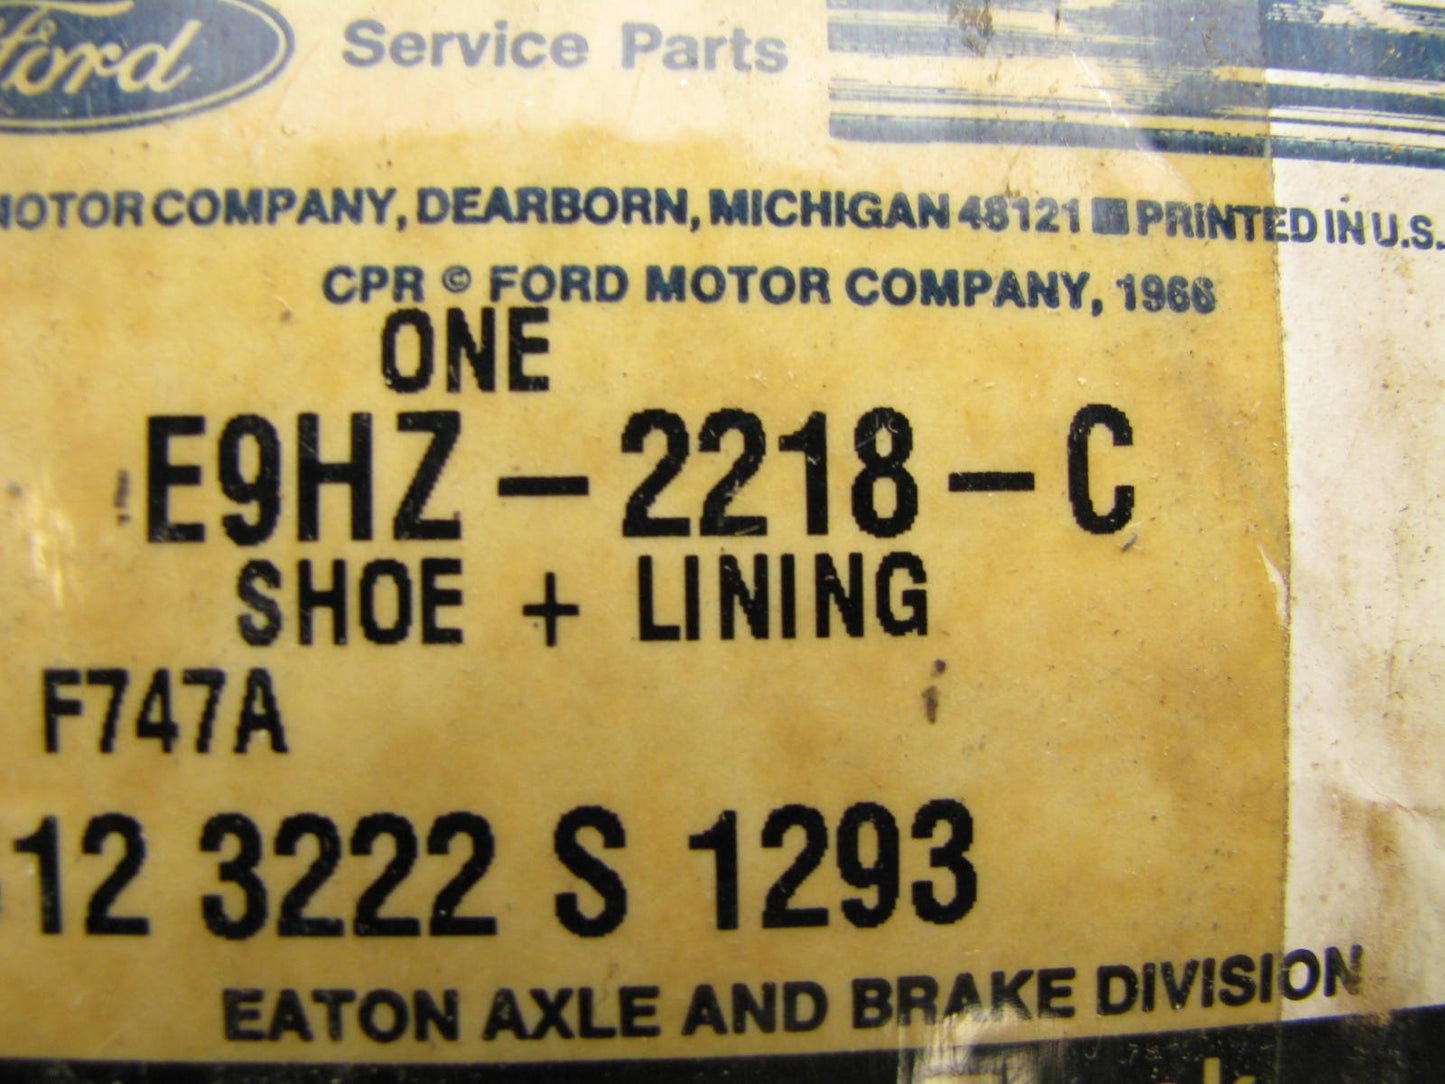 Ford Service Parts
MOTOR COMPANY, DEARBORN, MICHIGAN 48121 ■ PRINTED IN U.S.
CPR © FORD MOTOR COMPANY, 1966
ONE
E9HZ-2218-C
SHOE + LINING
F747A
12 3222 S 1293
EATON AXLE AND BRAKE DIVISION